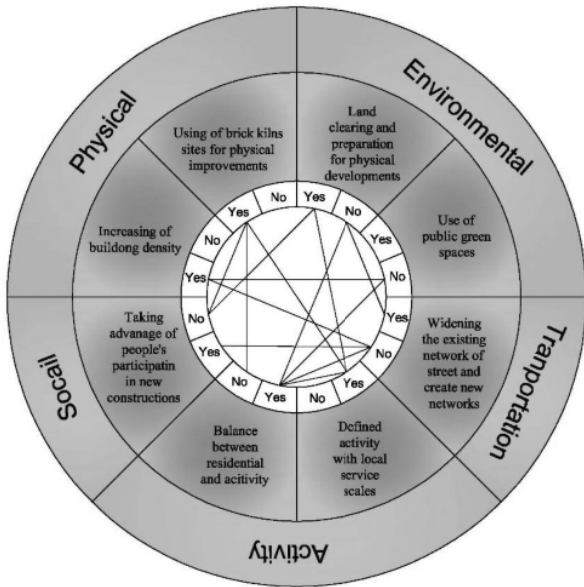 Physical
Environmental
Tranportation
Activity
Socail
Using of brick kilns
sites for physical
improvements
Land
clearing and
preparation
for physical
developments
Use of
public green
spaces
Widening
the existing
network of
street and
create new
networks
Defined
activity
with local
service
scales
Balance
between
residential
and acitivity
Taking
advanage of
people's
participatin
in new
constructions
Increasing of
buildong density
Yes
No
Yes
No
Yes
No
Yes
No
Yes
No
Yes
No
Yes
No
Yes
No